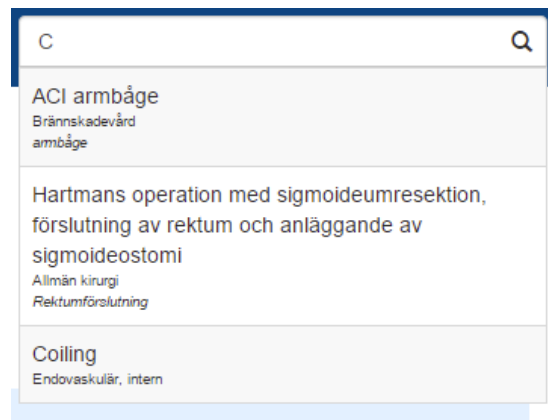 C
ACI armbåge
Brännskadevård
armbåge
Hartmans operation med sigmoideumresektion,
förslutning av rektum och anläggande av
sigmoideostomi
Allmän kirurgi
Rektumförslutning
Coiling
Endovaskulär, intern